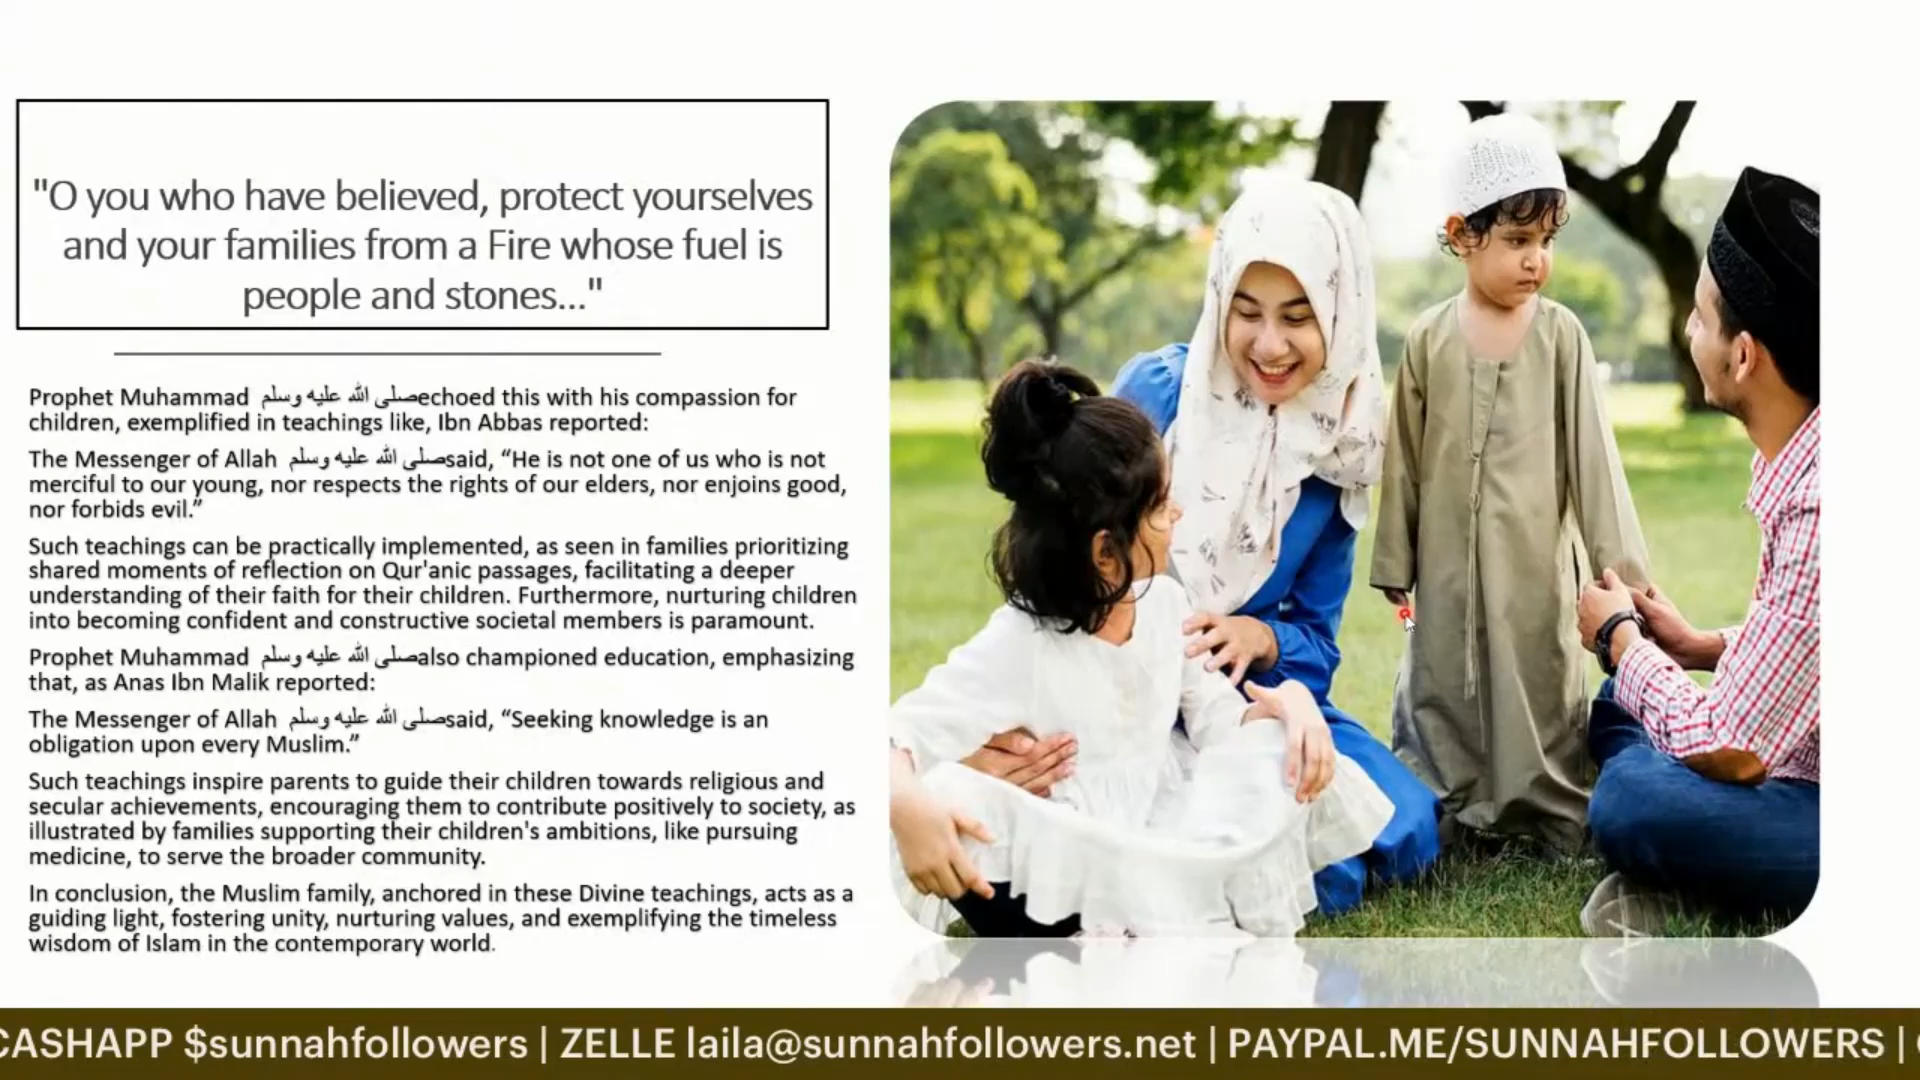 "O you who have believed, protect yourselves
and your families from a Fire whose fuel is
people and stones..."
Prophet Muhammad صلى الله عليه وسلم echoed this with his compassion for
children, exemplified in teachings like, Ibn Abbas reported:
The Messenger of Allah صلى الله عليه وسلم said, “He is not one of us who is not
merciful to our young, nor respects the rights of our elders, nor enjoins good,
nor forbids evil.”
Such teachings can be practically implemented, as seen in families prioritizing
shared moments of reflection on Qur'anic passages, facilitating a deeper
understanding of their faith for their children. Furthermore, nurturing children
into becoming confident and constructive societal members is paramount.
Prophet Muhammad صلى الله عليه وسلم also championed education, emphasizing
that, as Anas Ibn Malik reported:
The Messenger of Allah صلى الله عليه وسلم said, “Seeking knowledge is an
obligation upon every Muslim.”
Such teachings inspire parents to guide their children towards religious and
secular achievements, encouraging them to contribute positively to society, as
illustrated by families supporting their children's ambitions, like pursuing
medicine, to serve the broader community.
In conclusion, the Muslim family, anchored in these Divine teachings, acts as a
guiding light, fostering unity, nurturing values, and exemplifying the timeless
wisdom of Islam in the contemporary world.
CASHAPP $sunnahfollowers | ZELLE laila@sunnahfollowers.net | PAYPAL.ME/SUNNAHFOLLOWERS |